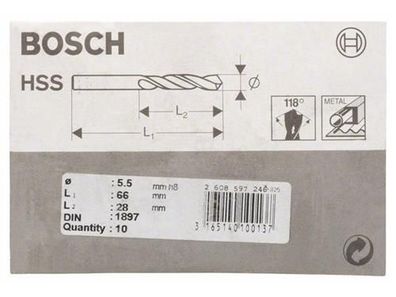 BOSCH
HSS
Ø
L2
L1
118°
METAL
ø : 5.5 mm h8
L1 : 66 mm
L2 : 28 mm
DIN : 1897
Quantity : 10
2 608 597 246
3 165140 100137